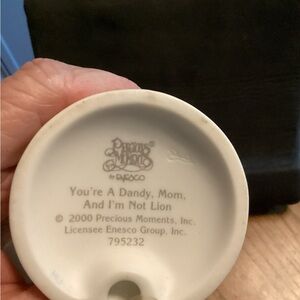 Precious Moments
by ENESCO
You're A Dandy, Mom,
And I'm Not Lion
© 2000 Precious Moments, Inc.
Licensee Enesco Group, Inc.
795232